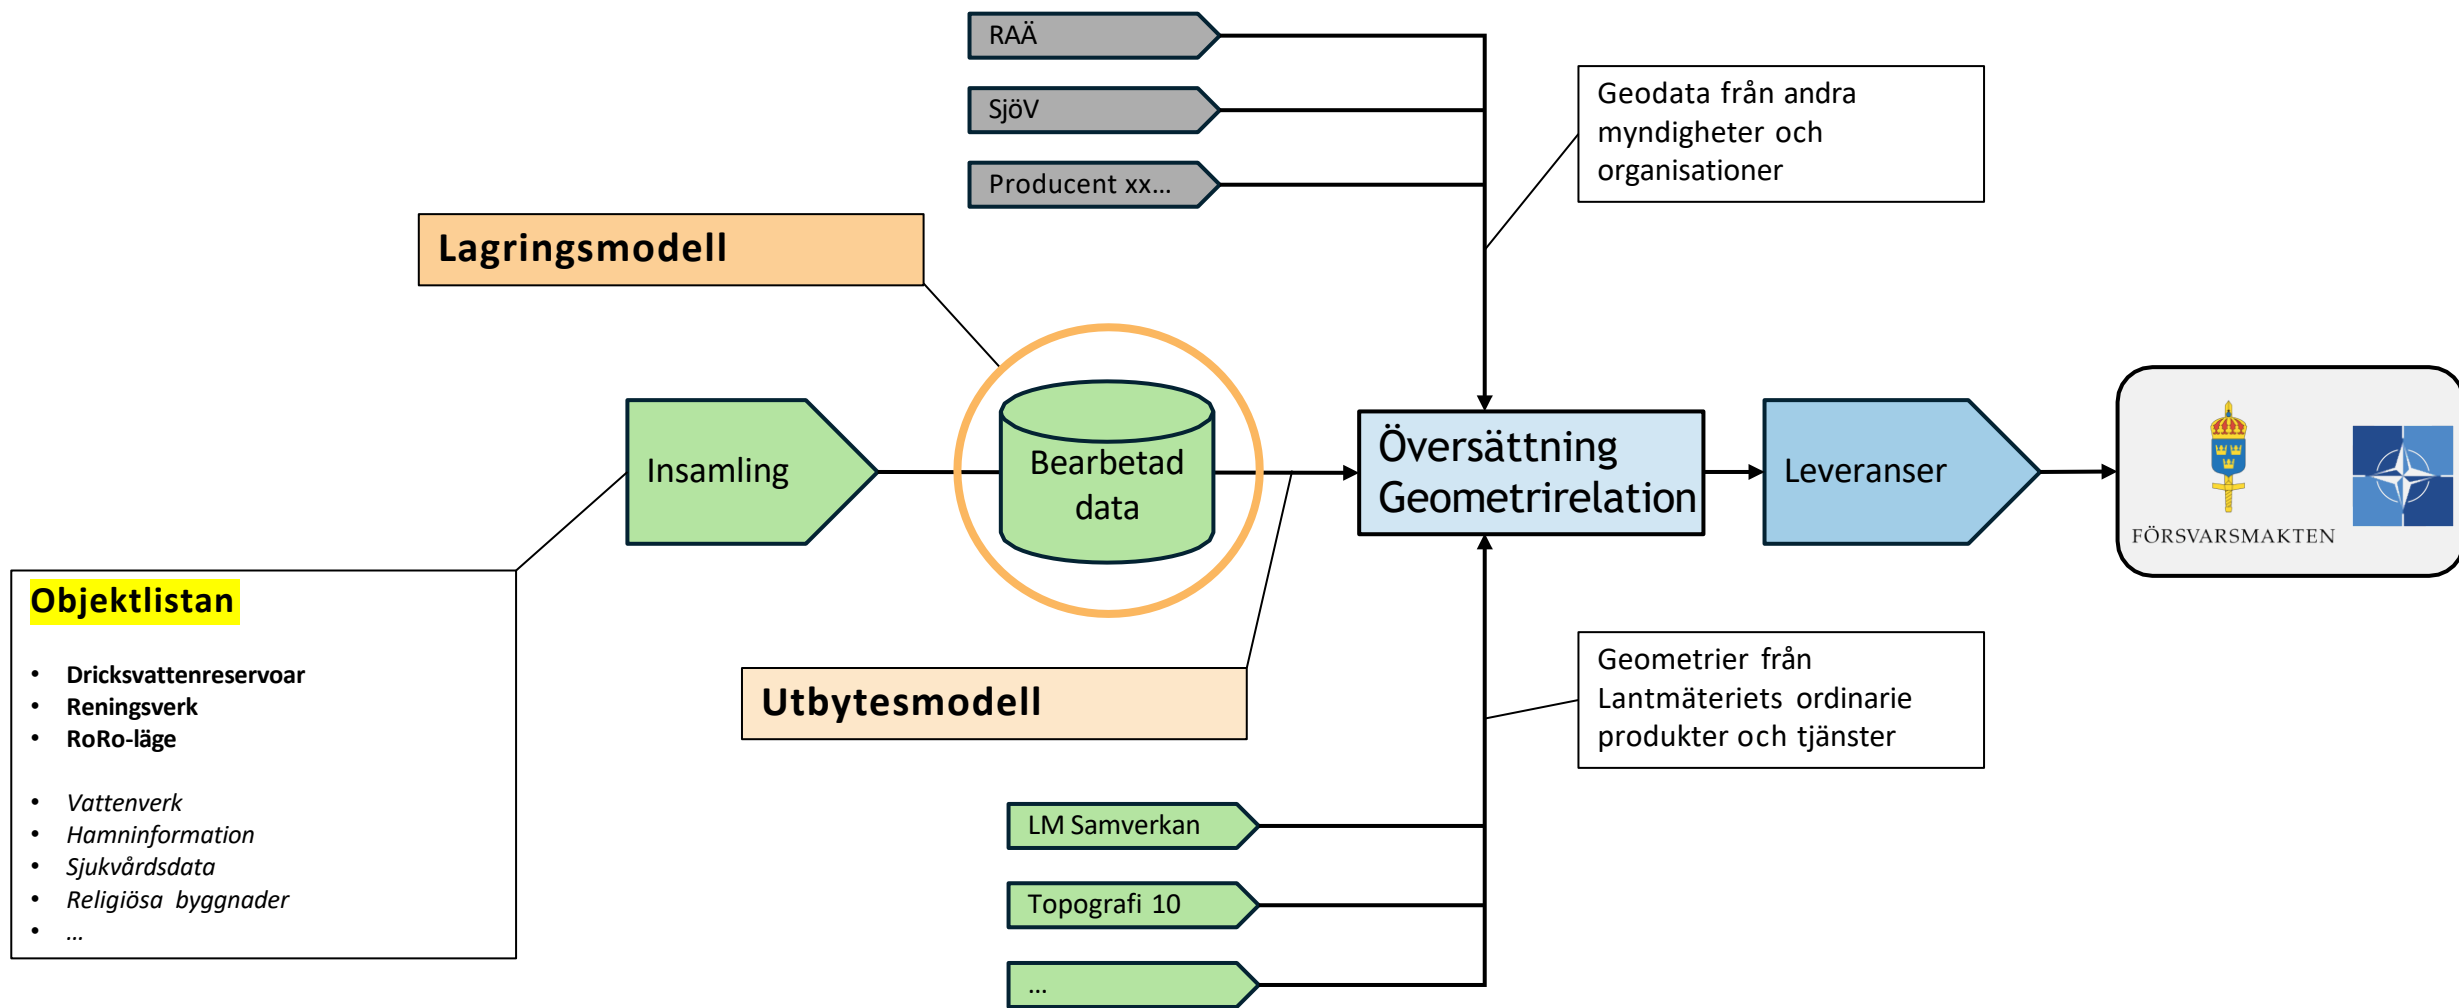 RAÄ
SjöV
Producent xx...
Geodata från andra
myndigheter och
organisationer
Lagringsmodell
Insamling
Bearbetad
data
Översättning
Geometrirelation
Leveranser
FÖRSVARSMAKTEN
Objektlistan
• Dricksvattenreservoar
• Reningsverk
• RoRo-läge
• Vattenverk
• Hamninformation
• Sjukvårdsdata
• Religiösa byggnader
• ...
Utbytesmodell
Geometrier från
Lantmäteriets ordinarie
produkter och tjänster
LM Samverkan
Topografi 10
...